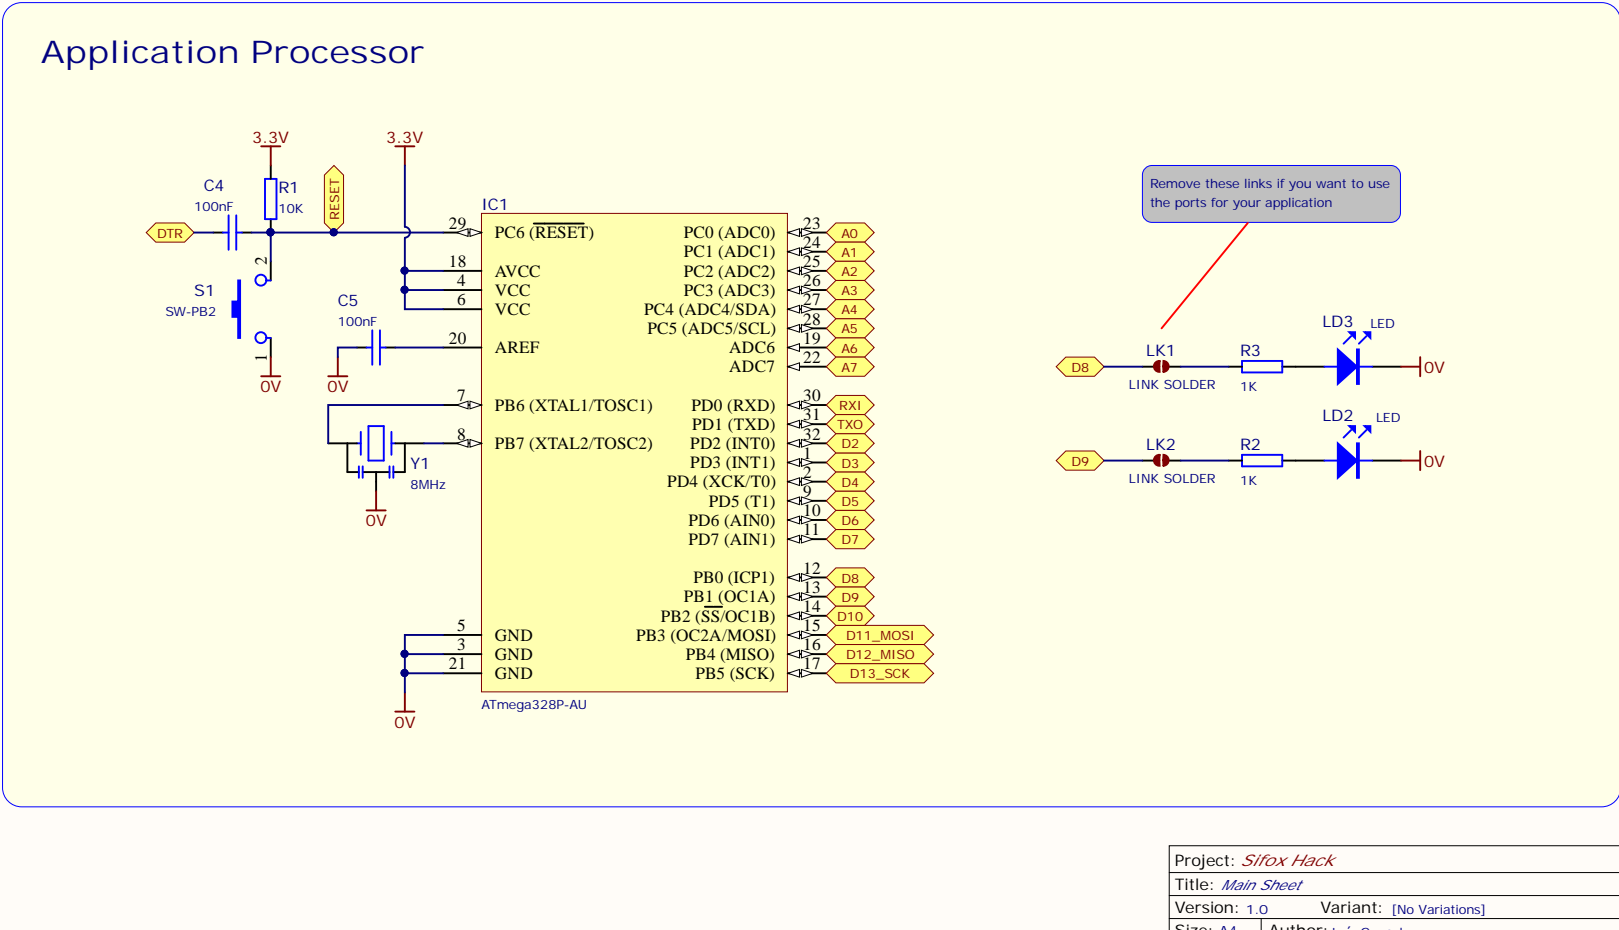 Application Processor
3.3V
3.3V
C4
100nF
R1
10K
RESET
DTR
2
S1
SW-PB2
1
0V
C5
100nF
0V
Y1
8MHz
0V
0V
IC1
29 PC6 (RESET)
18 AVCC
4 VCC
6 VCC
20 AREF
7 PB6 (XTAL1/TOSC1)
8 PB7 (XTAL2/TOSC2)
5 GND
3 GND
21 GND
PC0 (ADC0) 23 A0
PC1 (ADC1) 24 A1
PC2 (ADC2) 25 A2
PC3 (ADC3) 26 A3
PC4 (ADC4/SDA) 27 A4
PC5 (ADC5/SCL) 28 A5
ADC6 19 A6
ADC7 22 A7
PD0 (RXD) 30 RXI
PD1 (TXD) 31 TXO
PD2 (INT0) 32 D2
PD3 (INT1) 1 D3
PD4 (XCK/T0) 2 D4
PD5 (T1) 9 D5
PD6 (AIN0) 10 D6
PD7 (AIN1) 11 D7
PB0 (ICP1) 12 D8
PB1 (OC1A) 13 D9
PB2 (SS/OC1B) 14 D10
PB3 (OC2A/MOSI) 15 D11_MOSI
PB4 (MISO) 16 D12_MISO
PB5 (SCK) 17 D13_SCK
ATmega328P-AU
Remove these links if you want to use
the ports for your application
D8
LK1
LINK SOLDER
R3
1K
LD3
LED
0V
D9
LK2
LINK SOLDER
R2
1K
LD2
LED
0V
Project: Sifox Hack
Title: Main Sheet
Version: 1.0 Variant: [No Variations]
Size: A4 Author: